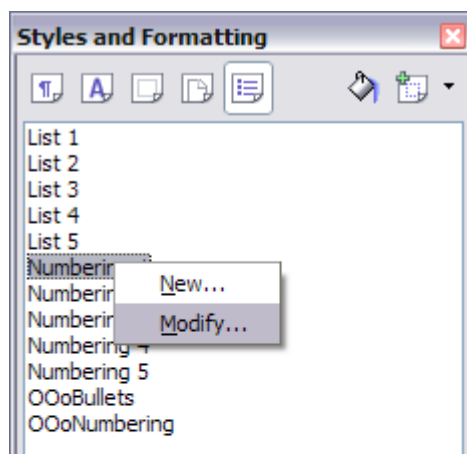 Styles and Formatting
List 1
List 2
List 3
List 4
List 5
New...
Modify...
Numbering 4
Numbering 5
OOoBullets
OOoNumbering